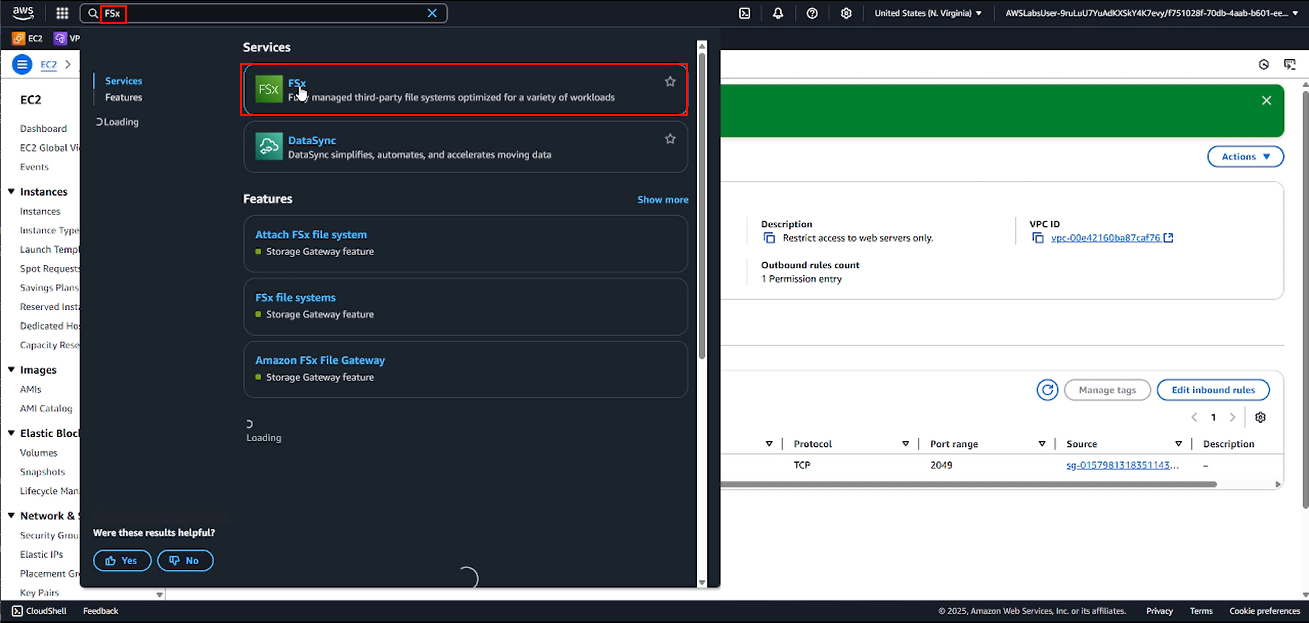 aws
FSx
United States (N. Virginia)
AWSLabsUser-9ruLuU7YuAdKXSkY4K7evy/f751028f-70db-4aab-b601-ee...
EC2
VP
EC2
Services
Services
Features
Loading
FSx
FSx
Fully managed third-party file systems optimized for a variety of workloads
DataSync
DataSync simplifies, automates, and accelerates moving data
Features
Show more
Attach FSx file system
Storage Gateway feature
FSx file systems
Storage Gateway feature
Amazon FSx File Gateway
Storage Gateway feature
Loading
Were these results helpful?
Yes
No
EC2
Dashboard
EC2 Global Vi
Events
Instances
Instances
Instance Type
Launch Templ
Spot Requests
Savings Plans
Reserved Insta
Dedicated Hos
Capacity Rese
Images
AMIs
AMI Catalog
Elastic Block
Volumes
Snapshots
Lifecycle Man
Network & S
Security Grou
Elastic IPs
Placement Gr
Key Pairs
Actions
Description
Restrict access to web servers only.
VPC ID
vpc-00e42160ba87caf76
Outbound rules count
1 Permission entry
Manage tags
Edit inbound rules
1
Protocol
Port range
Source
Description
TCP
2049
sg-0157981318351143...
–
CloudShell
Feedback
© 2025, Amazon Web Services, Inc. or its affiliates.
Privacy
Terms
Cookie preferences